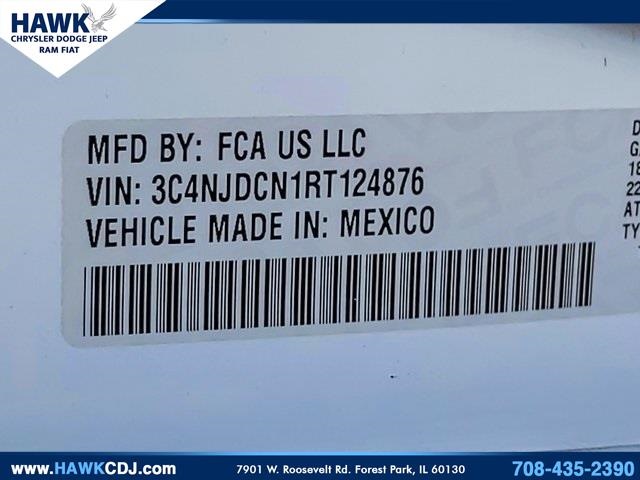 HAWK
CHRYSLER DODGE JEEP
RAM FIAT
MFD BY: FCA US LLC
VIN: 3C4NJDCN1RT124876
VEHICLE MADE IN: MEXICO
www.HAWKCDJ.com
7901 W. Roosevelt Rd. Forest Park, IL 60130
708-435-2390